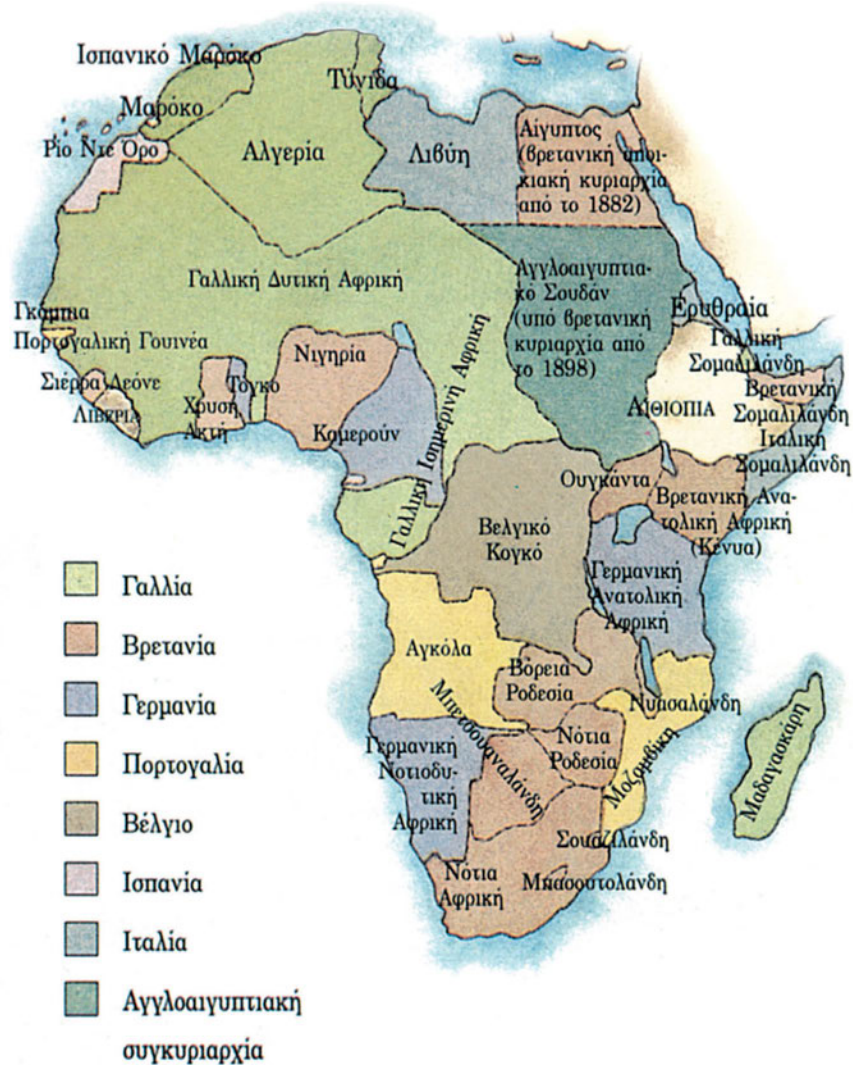 Ισπανικό Μαρόκο
Τύνιδα
Μαρόκο
Ρίο Ντε Όρο
Αλγερία
Λιβύη
Αίγυπτος
(βρετανική αποι-
κιακή κυριαρχία
από το 1882)
Γαλλική Δυτική Αφρική
Αγγλοαιγυπτια-
κό Σουδάν
(υπό βρετανική
κυριαρχία από
το 1898)
Ερυθραία
Γκάμπια
Πορτογαλική Γουινέα
Νιγηρία
Γαλλική
Σομαλιλάνδη
Σιέρρα Λεόνε
Τόγκο
Βρετανική
Σομαλιλάνδη
ΛΙΒΕΡΙΑ
Χρυσή
Ακτή
Καμερούν
Γαλλική Ισημερινή Αφρική
ΑΙΘΙΟΠΙΑ
Ιταλική
Σομαλιλάνδη
Ουγκάντα
Βρετανική Ανα-
τολική Αφρική
(Κένυα)
Βελγικό
Κογκό
Γερμανική
Ανατολική
Αφρική
Αγκόλα
Βόρεια
Ροδεσία
Νυασαλάνδη
Μπετσουαναλάνδη
Νότια
Ροδεσία
Μοζαμβίκη
Μαδαγασκάρη
Γερμανική
Νοτιοδυ-
τική
Αφρική
Σουαζιλάνδη
Νότια
Αφρική
Μπασουτολάνδη
Γαλλία
Βρετανία
Γερμανία
Πορτογαλία
Βέλγιο
Ισπανία
Ιταλία
Αγγλοαιγυπτιακή
συγκυριαρχία